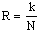 R = k/N